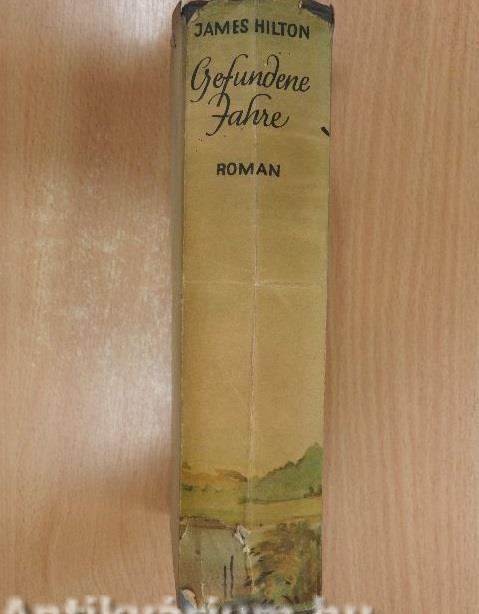 JAMES HILTON
Gefundene
Jahre
ROMAN